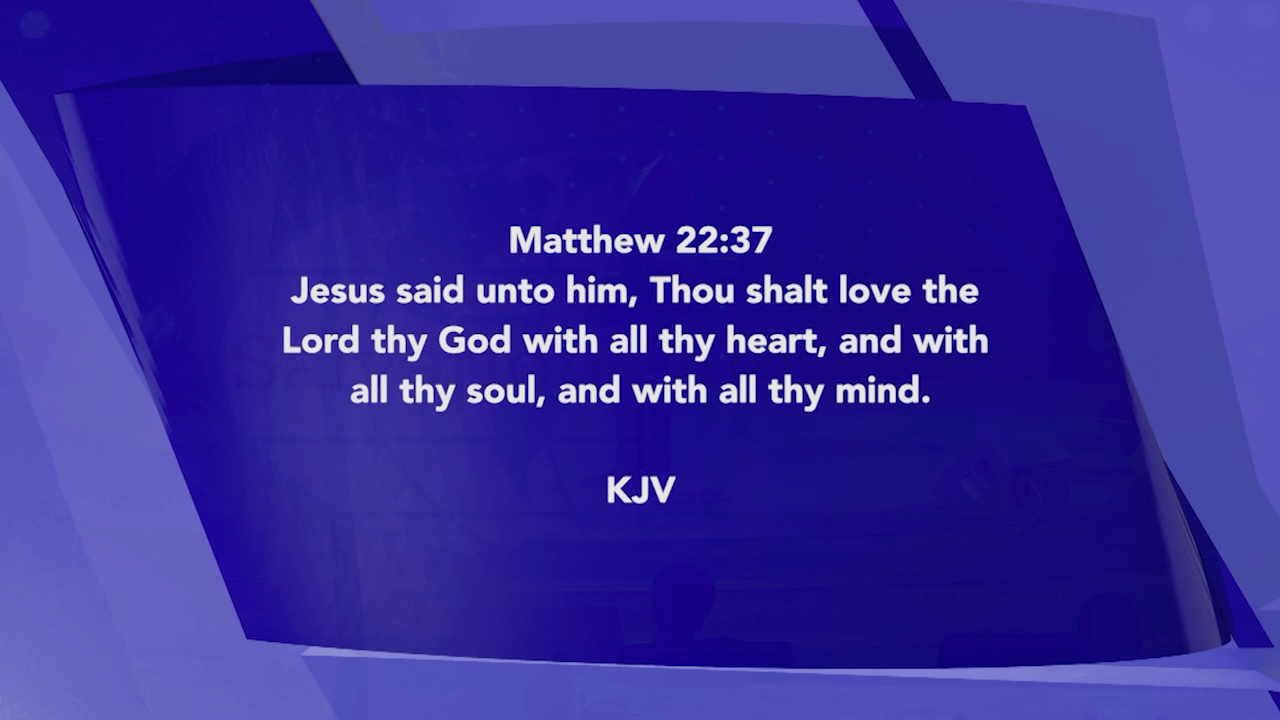 Matthew 22:37
Jesus said unto him, Thou shalt love the
Lord thy God with all thy heart, and with
all thy soul, and with all thy mind.
KJV